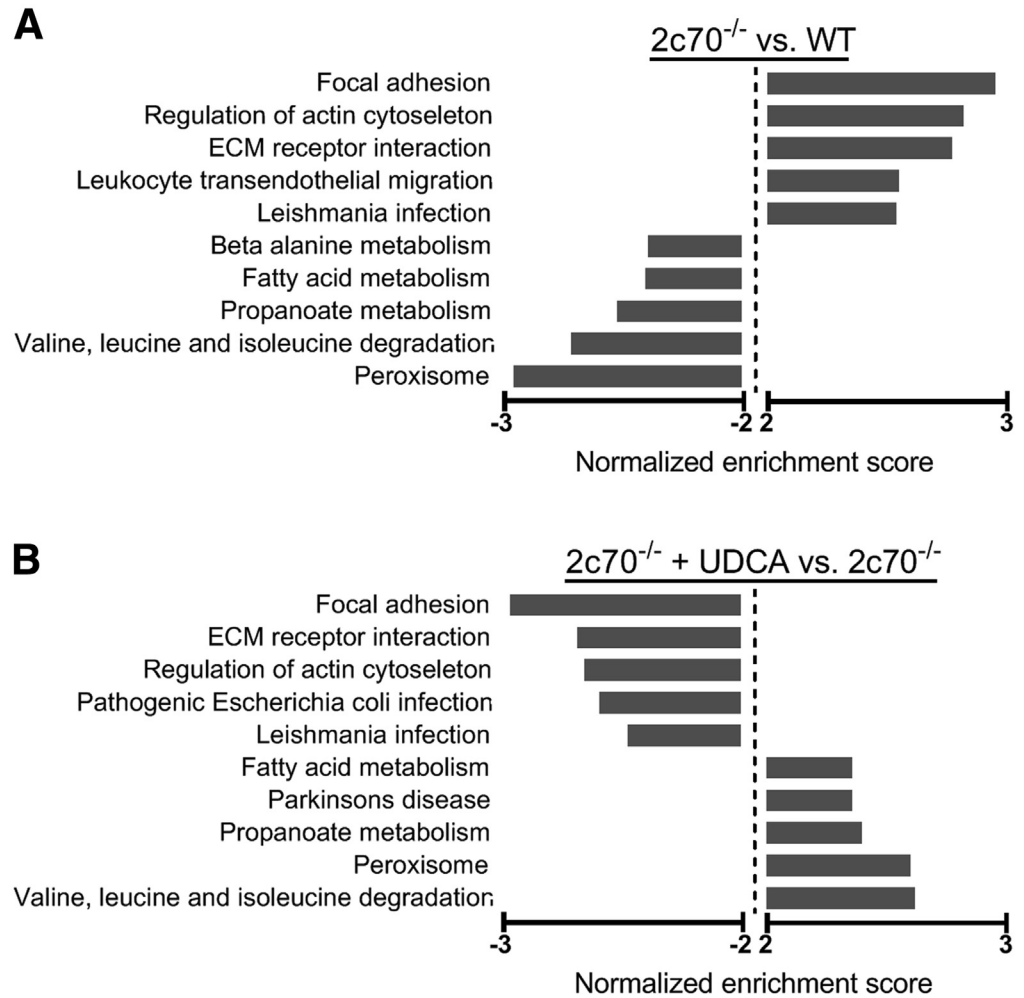 A
2c70-/- vs. WT
Focal adhesion
Regulation of actin cytoseleton
ECM receptor interaction
Leukocyte transendothelial migration
Leishmania infection
Beta alanine metabolism
Fatty acid metabolism
Propanoate metabolism
Valine, leucine and isoleucine degradation
Peroxisome
-3 -2 2 3
Normalized enrichment score
B
2c70-/- + UDCA vs. 2c70-/-
Focal adhesion
ECM receptor interaction
Regulation of actin cytoseleton
Pathogenic Escherichia coli infection
Leishmania infection
Fatty acid metabolism
Parkinsons disease
Propanoate metabolism
Peroxisome
Valine, leucine and isoleucine degradation
-3 -2 2 3
Normalized enrichment score